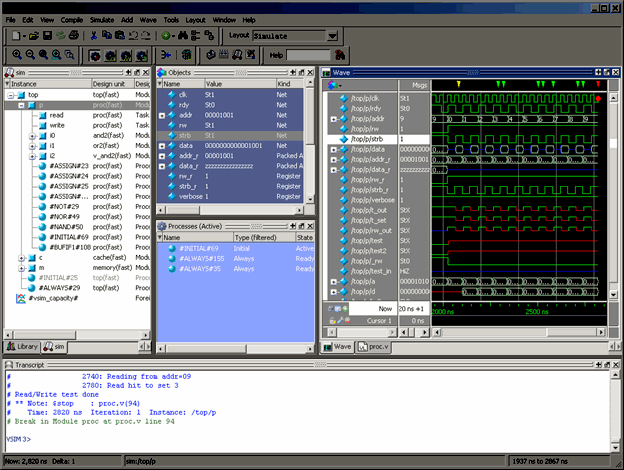 File Edit View Compile Simulate Add Wave Tools Layout Window Help
Layout Simulate
Help
sim
Instance Design unit Design
top top(fast) Modu
p proc(fast) Modu
read proc(fast) Task
write proc(fast) Task
i0 and2(fast) Modu
i1 or2(fast) Modu
i2 v_and2(fast) Modu
#ASSIGN#23 proc(fast) Proc
#ASSIGN#24 proc(fast) Proc
#ASSIGN#25 proc(fast) Proc
#ASSIGN#... proc(fast) Proc
#NOT#29 proc(fast) Proc
#NOR#49 proc(fast) Proc
#NAND#50 proc(fast) Proc
#INITIAL#69 proc(fast) Proc
#BUFIF1#108 proc(fast) Proc
c cache(fast) Modu
m memory(fast) Modu
#INITIAL#25 top(fast) Proc
#ALWAYS#29 top(fast) Proc
#vsim_capacity# Forei
Library sim
Objects
Name Value Kind
clk St1 Net
rdy St0 Net
addr 00001001 Net
rw St1 Net
strb St1 Net
data 0000000000001001 Net
addr_r 00001001 Packed A
data_r zzzzzzzzzzzzzzzz Packed A
rw_r 1 Register
strb_r 1 Register
verbose 1 Register
Processes (Active)
Name Type (filtered) State
#INITIAL#69 Initial Active
#ALWAYS#155 Always Ready
#ALWAYS#35 Always Ready
Wave
Msgs
/top/p/clk St1
/top/p/rdy St0
/top/p/addr 9
/top/p/rw 1
/top/p/strb 1
/top/p/data
/top/p/addr_r 00001001
/top/p/data_r
/top/p/rw_r 1
/top/p/strb_r 1
/top/p/verbose 1
/top/p/t_out StX
/top/p/t_set StX
/top/p/rw_out StX
/top/p/test StX
/top/p/test2 StX
/top/p/_rw St0
/top/p/test_in HiZ
/top/p/a 00001010
/top/p/d
Now 20 ns +1
Cursor 1 0 ns
2000 ns 2500 ns
Wave proc.v
Transcript
# 2740: Reading from addr=09
# 2780: Read hit to set 3
# Read/Write test done
# ** Note: $stop : proc.v(94)
# Time: 2820 ns Iteration: 1 Instance: /top/p
# Break in Module proc at proc.v line 94
VSIM 3>
Now: 2,820 ns Delta: 1 sim:/top/p 1937 ns to 2867 ns